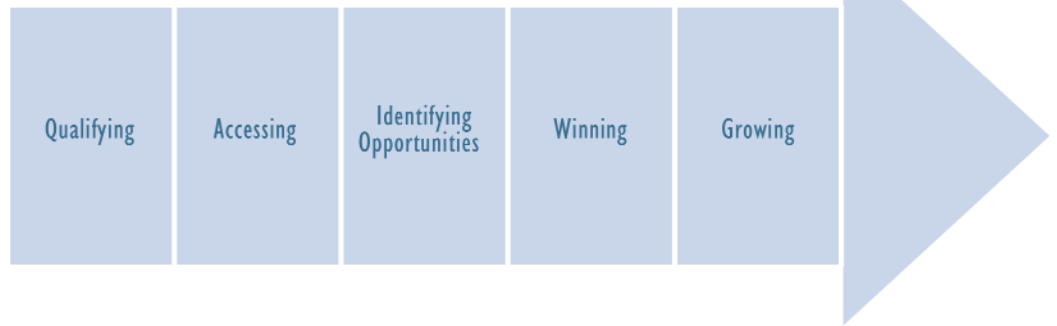 Qualifying
Accessing
Identifying
Opportunities
Winning
Growing